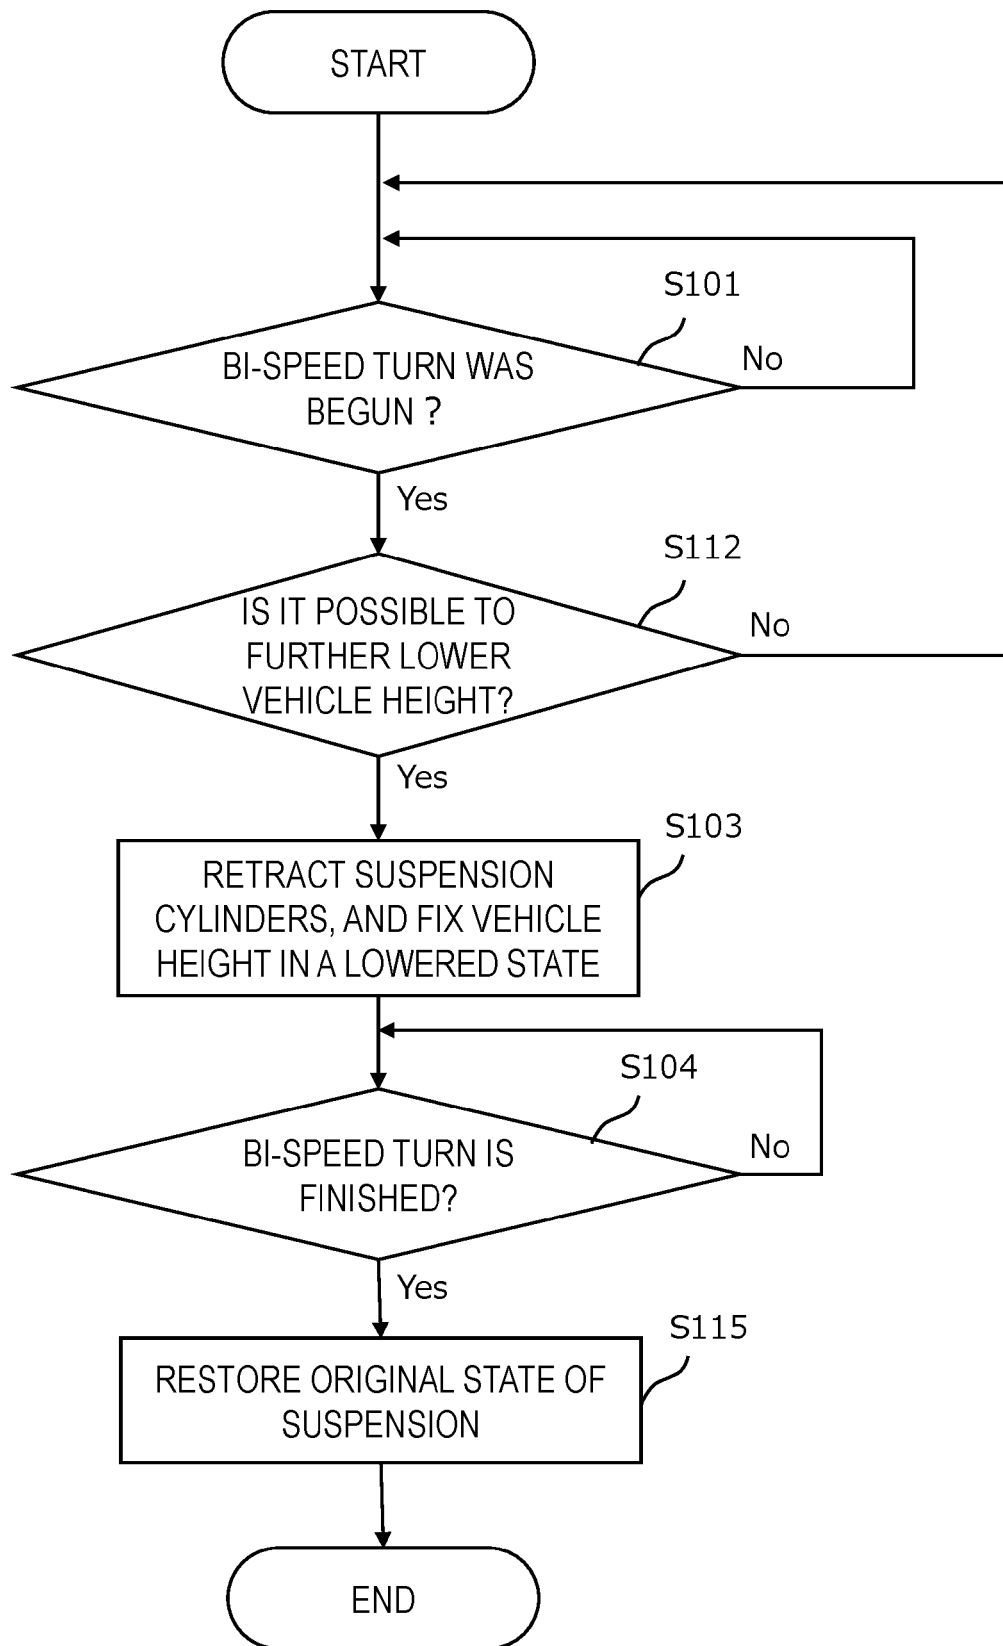 START
S101
BI-SPEED TURN WAS
BEGUN ?
No
Yes
S112
IS IT POSSIBLE TO
FURTHER LOWER
VEHICLE HEIGHT?
No
Yes
S103
RETRACT SUSPENSION
CYLINDERS, AND FIX VEHICLE
HEIGHT IN A LOWERED STATE
S104
BI-SPEED TURN IS
FINISHED?
No
Yes
S115
RESTORE ORIGINAL STATE OF
SUSPENSION
END